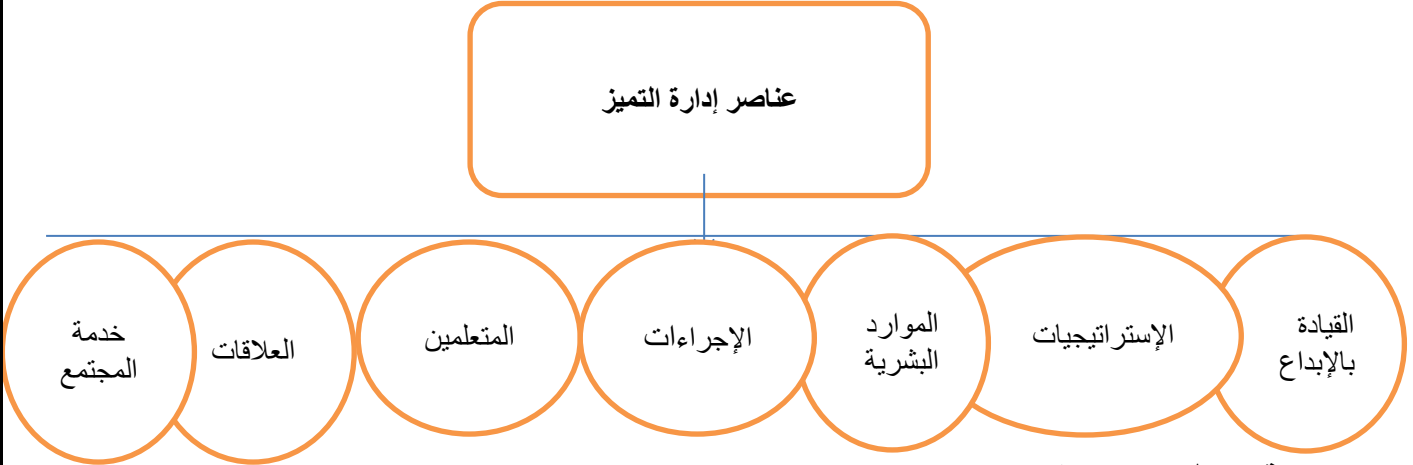 عناصر إدارة التميز
القيادة
بالإبداع
الإستراتيجيات
الموارد
البشرية
الإجراءات
المتعلمين
العلاقات
خدمة
المجتمع